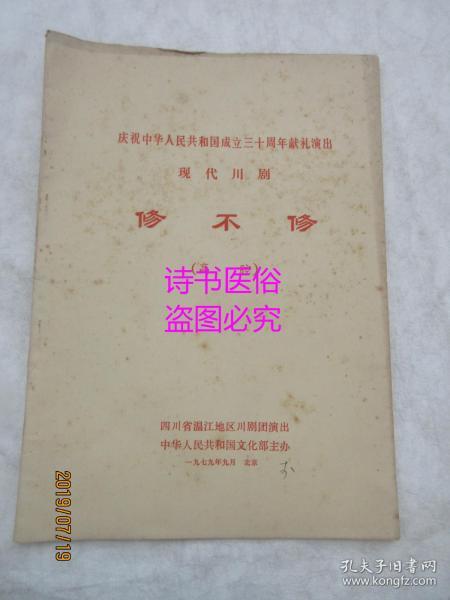 庆祝中华人民共和国成立三十周年献礼演出
现代川剧
修不修
诗书医俗
盗图必究
四川省温江地区川剧团演出
中华人民共和国文化部主办
一九七九年九月 北京
2019/07/19
孔夫子旧书网
www.kongfz.com